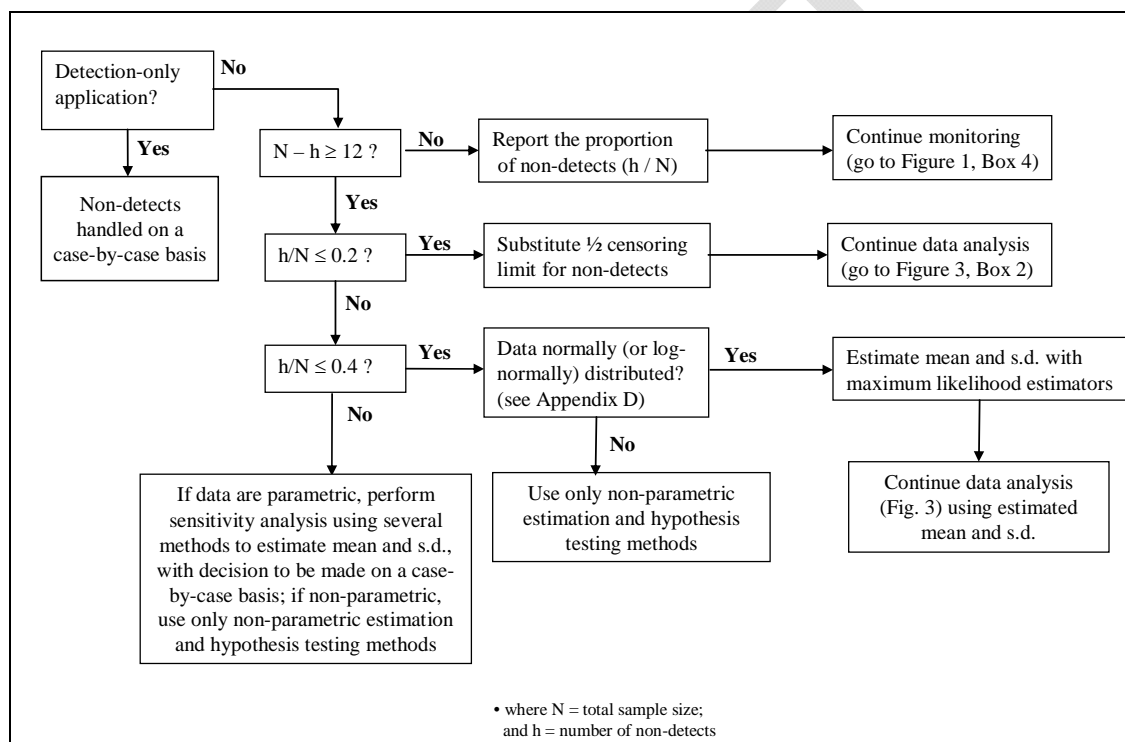 Detection-only
application?
No
Yes
Non-detects
handled on a
case-by-case basis
N – h ≥ 12 ?
No
Report the proportion
of non-detects (h / N)
Continue monitoring
(go to Figure 1, Box 4)
Yes
h/N ≤ 0.2 ?
Yes
Substitute ½ censoring
limit for non-detects
Continue data analysis
(go to Figure 3, Box 2)
No
h/N ≤ 0.4 ?
Yes
Data normally (or log-
normally) distributed?
(see Appendix D)
Yes
Estimate mean and s.d. with
maximum likelihood estimators
No
No
If data are parametric, perform
sensitivity analysis using several
methods to estimate mean and s.d.,
with decision to be made on a case-
by-case basis; if non-parametric,
use only non-parametric estimation
and hypothesis testing methods
Use only non-parametric
estimation and hypothesis
testing methods
Continue data analysis
(Fig. 3) using estimated
mean and s.d.
• where N = total sample size;
and h = number of non-detects